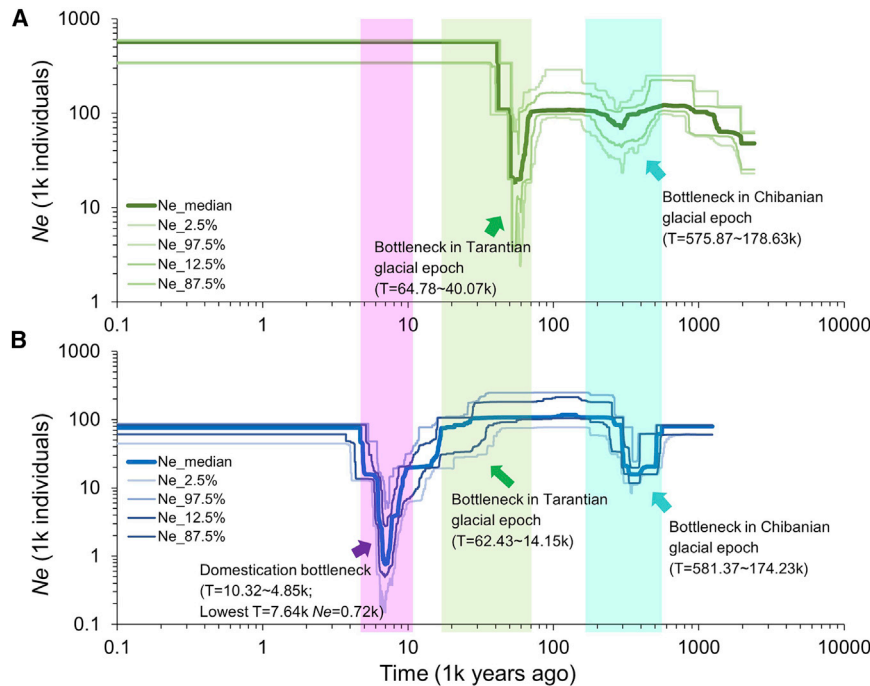 A
Ne (1k individuals)
1000
100
10
1
Ne_median
Ne_2.5%
Ne_97.5%
Ne_12.5%
Ne_87.5%
Bottleneck in Tarantian
glacial epoch
(T=64.78~40.07k)
Bottleneck in Chibanian
glacial epoch
(T=575.87~178.63k)
0.1 1 10 100 1000 10000
B
Ne (1k individuals)
1000
100
10
1
0.1
Ne_median
Ne_2.5%
Ne_97.5%
Ne_12.5%
Ne_87.5%
Domestication bottleneck
(T=10.32~4.85k;
Lowest T=7.64k Ne=0.72k)
Bottleneck in Tarantian
glacial epoch
(T=62.43~14.15k)
Bottleneck in Chibanian
glacial epoch
(T=581.37~174.23k)
0.1 1 10 100 1000 10000
Time (1k years ago)